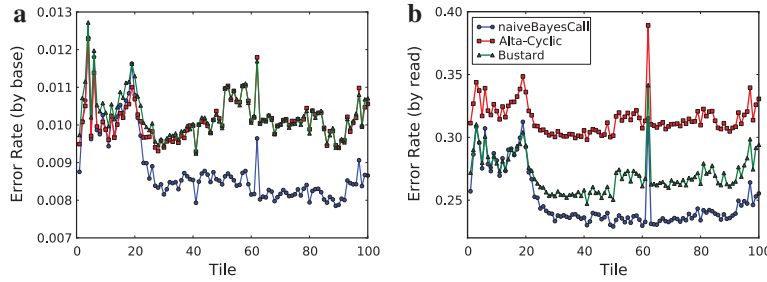 a
0.013
0.012
0.011
0.010
0.009
0.008
0.007
0 20 40 60 80 100
Error Rate (by base)
Tile
b
0.40
0.35
0.30
0.25
0 20 40 60 80 100
Error Rate (by read)
Tile
naiveBayesCall
Alta-Cyclic
Bustard